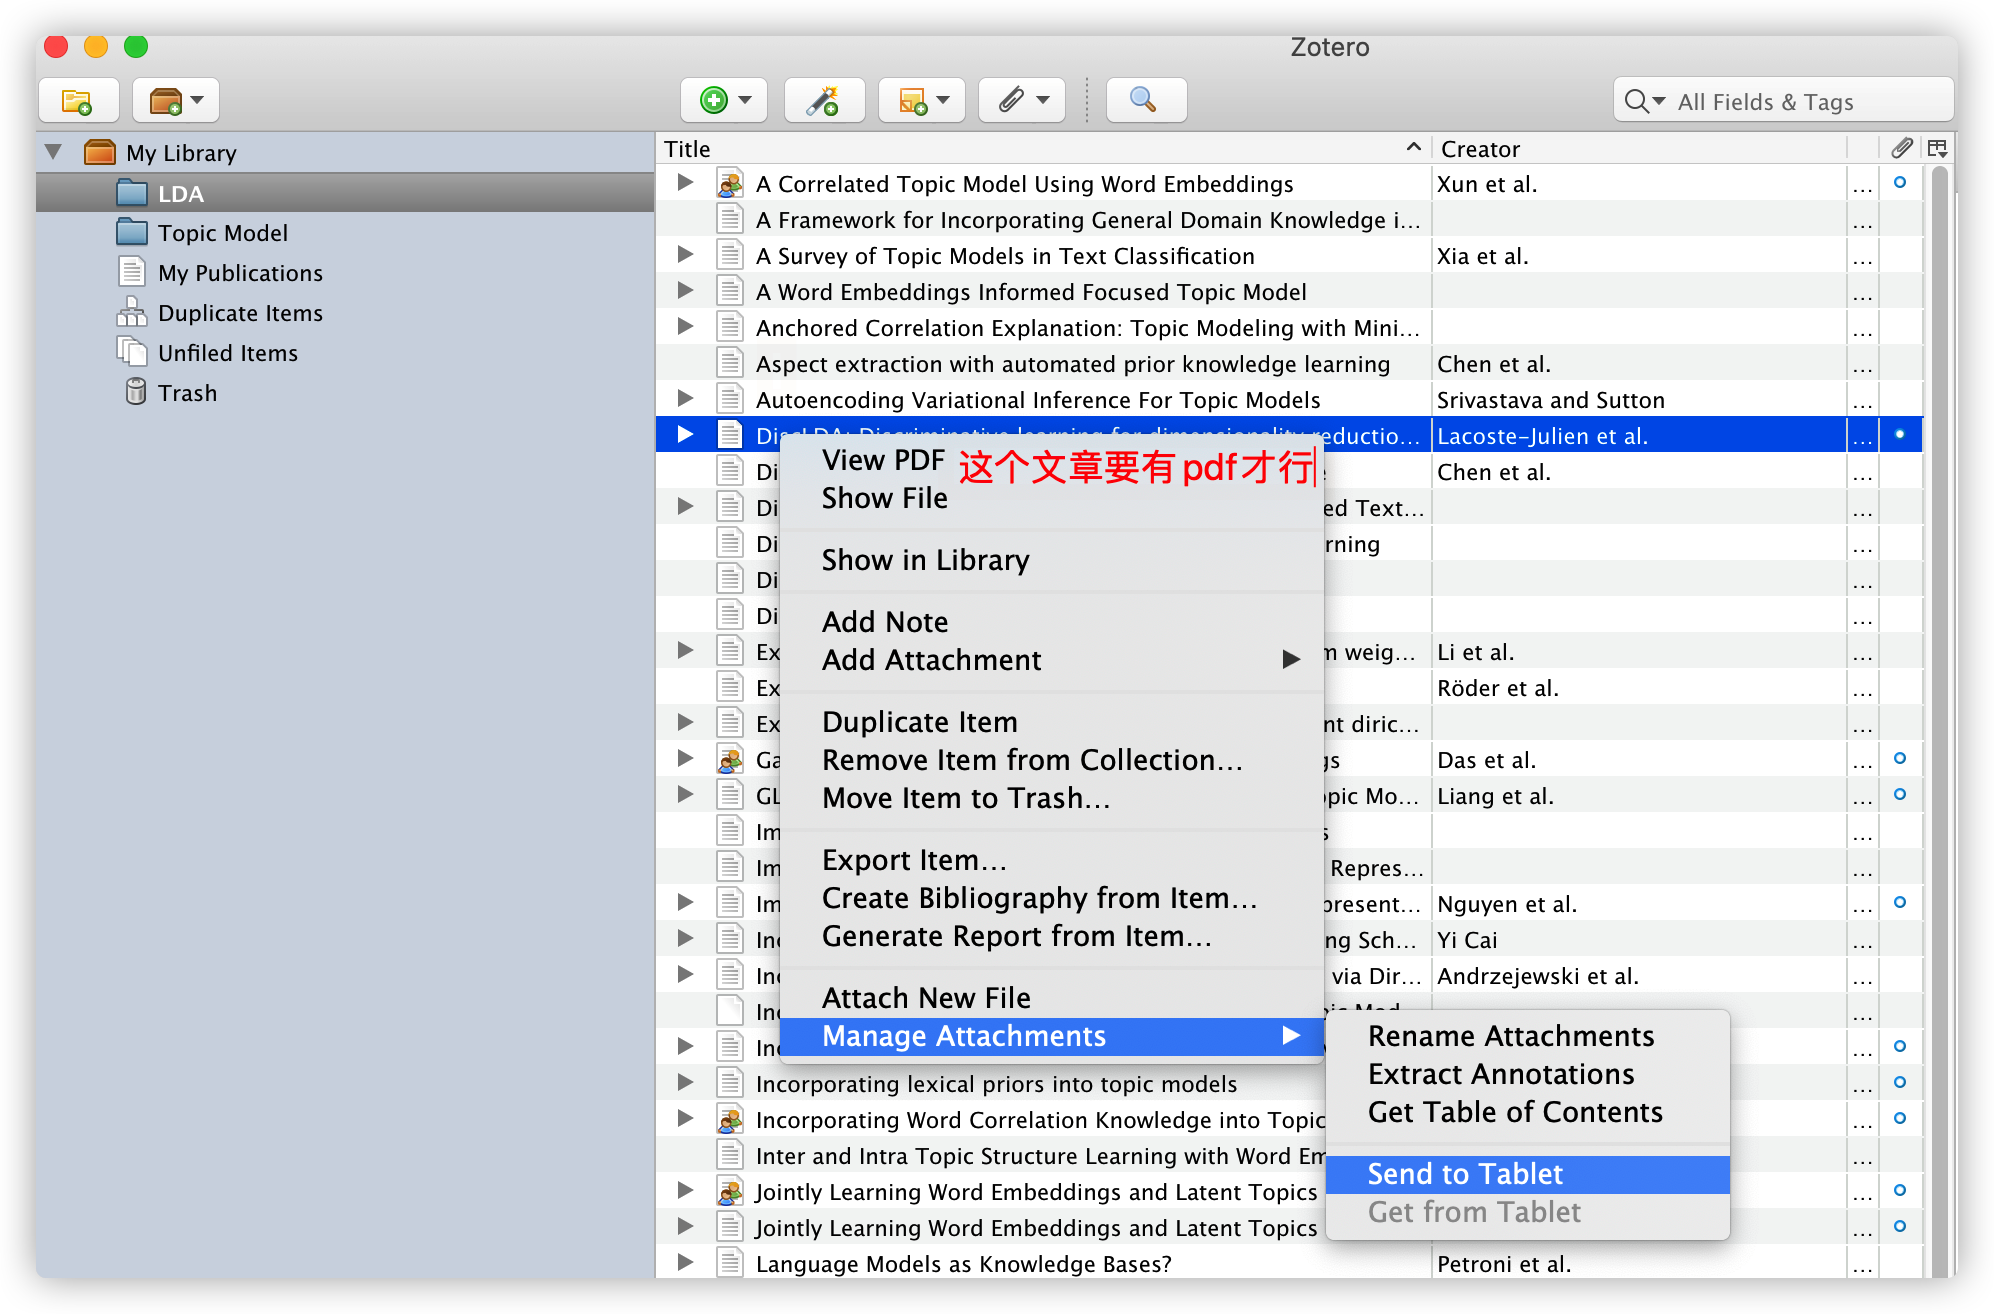 Zotero
All Fields & Tags
My Library
LDA
Topic Model
My Publications
Duplicate Items
Unfiled Items
Trash
Title
Creator
A Correlated Topic Model Using Word Embeddings Xun et al. ...
A Framework for Incorporating General Domain Knowledge i... ...
A Survey of Topic Models in Text Classification Xia et al. ...
A Word Embeddings Informed Focused Topic Model ...
Anchored Correlation Explanation: Topic Modeling with Mini... ...
Aspect extraction with automated prior knowledge learning Chen et al. ...
Autoencoding Variational Inference For Topic Models Srivastava and Sutton ...
DiscLDA: Discriminative learning for dimensionality reductio... Lacoste-Julien et al. ...
Di Chen et al. ...
Di ed Text... ...
Di rning ...
Di ...
Di ...
Ex m weig... Li et al. ...
Ex Röder et al. ...
Ex nt diric... ...
Ga gs Das et al. ...
GL opic Mo... Liang et al. ...
Im s ...
Im Repres... ...
Im present... Nguyen et al. ...
Inc ng Sch... Yi Cai ...
Inc via Dir... Andrzejewski et al. ...
Inc ...
Inc ...
Incorporating lexical priors into topic models ...
Incorporating Word Correlation Knowledge into Topic ...
Inter and Intra Topic Structure Learning with Word Em ...
Jointly Learning Word Embeddings and Latent Topics ...
Jointly Learning Word Embeddings and Latent Topics ...
Language Models as Knowledge Bases? Petroni et al. ...
View PDF
这个文章要有pdf才行
Show File
Show in Library
Add Note
Add Attachment
Duplicate Item
Remove Item from Collection...
Move Item to Trash...
Export Item...
Create Bibliography from Item...
Generate Report from Item...
Attach New File
Manage Attachments
Rename Attachments
Extract Annotations
Get Table of Contents
Send to Tablet
Get from Tablet